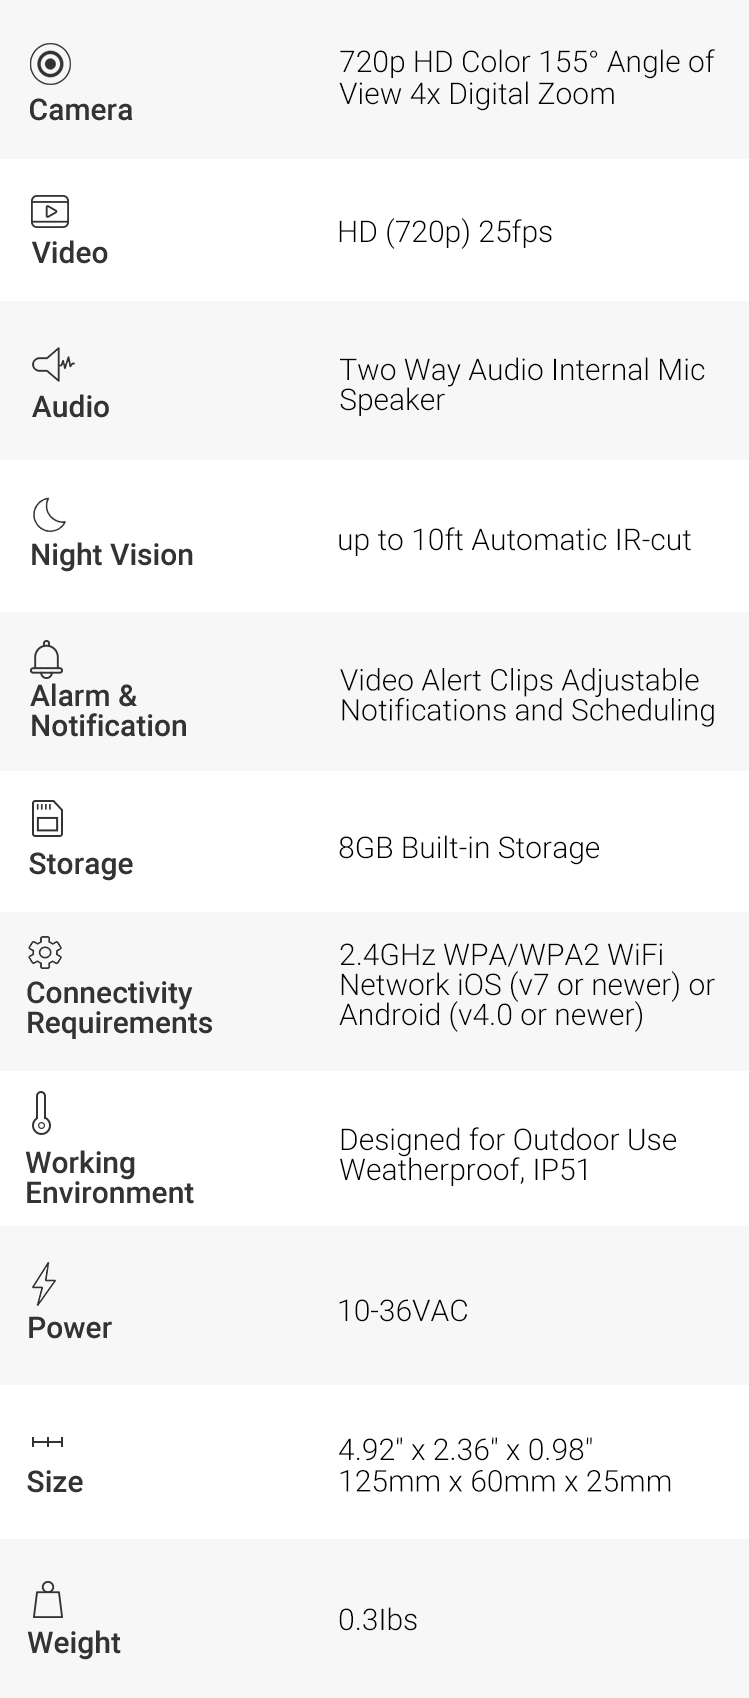 Camera
720p HD Color 155° Angle of
View 4x Digital Zoom
Video
HD (720p) 25fps
Audio
Two Way Audio Internal Mic
Speaker
Night Vision
up to 10ft Automatic IR-cut
Alarm &
Notification
Video Alert Clips Adjustable
Notifications and Scheduling
Storage
8GB Built-in Storage
Connectivity
Requirements
2.4GHz WPA/WPA2 WiFi
Network iOS (v7 or newer) or
Android (v4.0 or newer)
Working
Environment
Designed for Outdoor Use
Weatherproof, IP51
Power
10-36VAC
Size
4.92" x 2.36" x 0.98"
125mm x 60mm x 25mm
Weight
0.3lbs